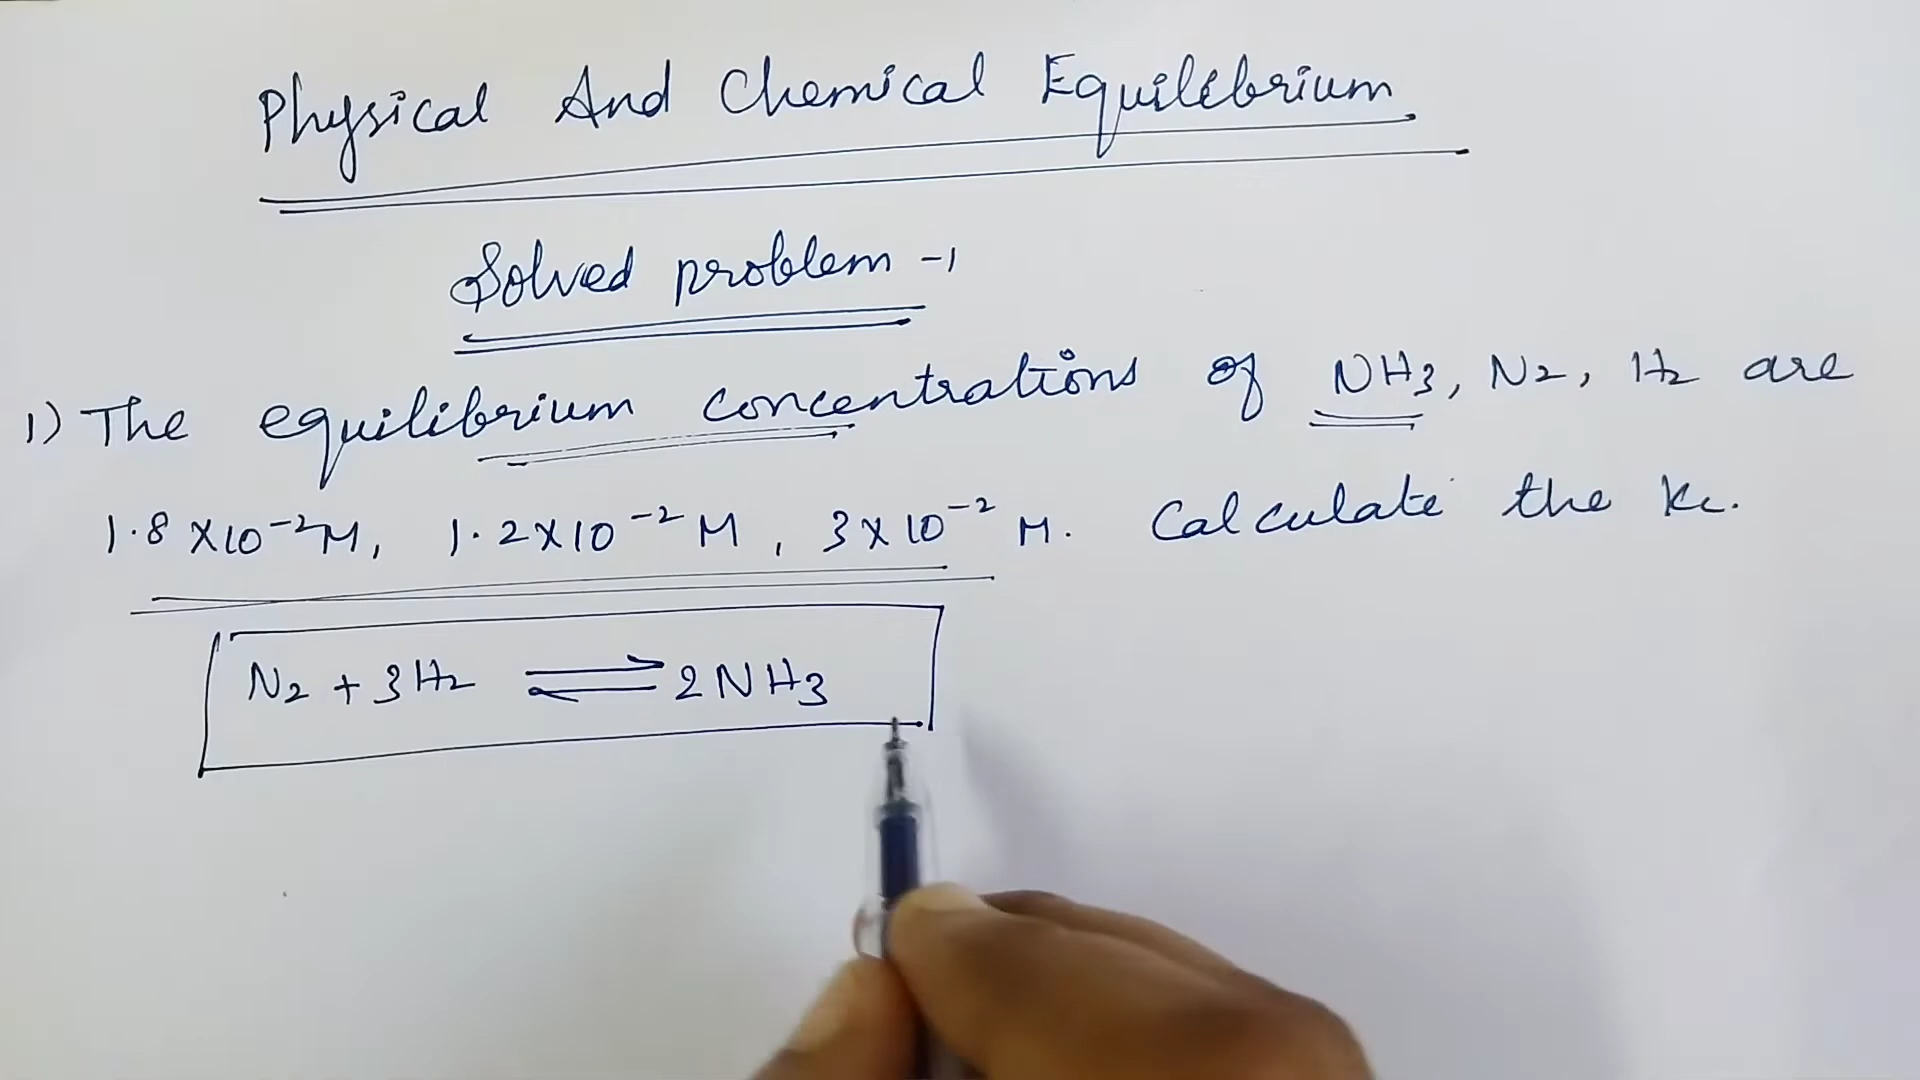 Physical And Chemical Equilibrium
Solved problem -1
1) The equilibrium concentrations of NH3, N2, H2 are
1.8 X10⁻²M, 1.2X10⁻² M, 3X10⁻² M. Calculate the Kc.
N2 + 3H2 ⇌ 2NH3